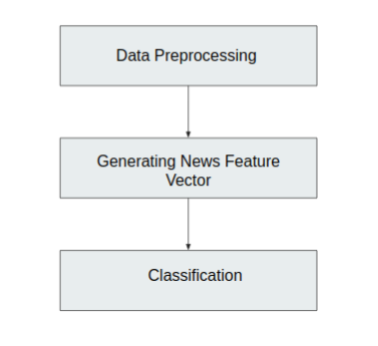 Data Preprocessing
Generating News Feature
Vector
Classification